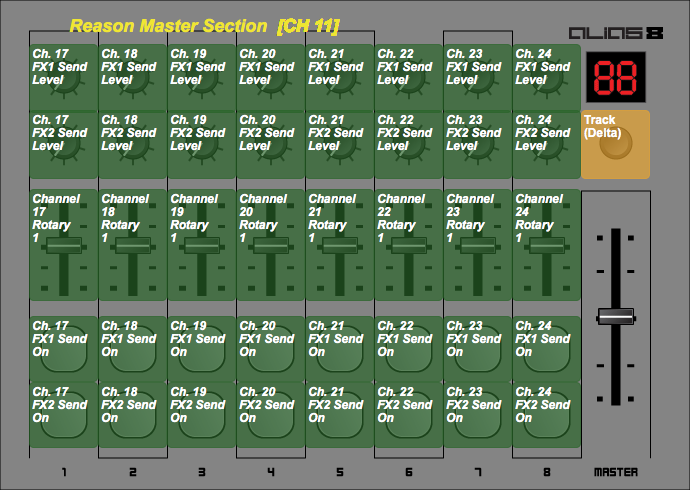 Reason Master Section [CH 11]
ALIAS 8
Ch. 17 Ch. 18 Ch. 19 Ch. 20 Ch. 21 Ch. 22 Ch. 23 Ch. 24
FX1 Send FX1 Send FX1 Send FX1 Send FX1 Send FX1 Send FX1 Send FX1 Send
Level Level Level Level Level Level Level Level
88
Ch. 17 Ch. 18 Ch. 19 Ch. 20 Ch. 21 Ch. 22 Ch. 23 Ch. 24 Track
FX2 Send FX2 Send FX2 Send FX2 Send FX2 Send FX2 Send FX2 Send FX2 Send (Delta)
Level Level Level Level Level Level Level Level
Channel Channel Channel Channel Channel Channel Channel Channel
17 18 19 20 21 22 23 24
Rotary Rotary Rotary Rotary Rotary Rotary Rotary Rotary
1 1 1 1 1 1 1 1
Ch. 17 Ch. 18 Ch. 19 Ch. 20 Ch. 21 Ch. 22 Ch. 23 Ch. 24
FX1 Send FX1 Send FX1 Send FX1 Send FX1 Send FX1 Send FX1 Send FX1 Send
On On On On On On On On
Ch. 17 Ch. 18 Ch. 19 Ch. 20 Ch. 21 Ch. 22 Ch. 23 Ch. 24
FX2 Send FX2 Send FX2 Send FX2 Send FX2 Send FX2 Send FX2 Send FX2 Send
On On On On On On On On
1 2 3 4 5 6 7 8 MASTER